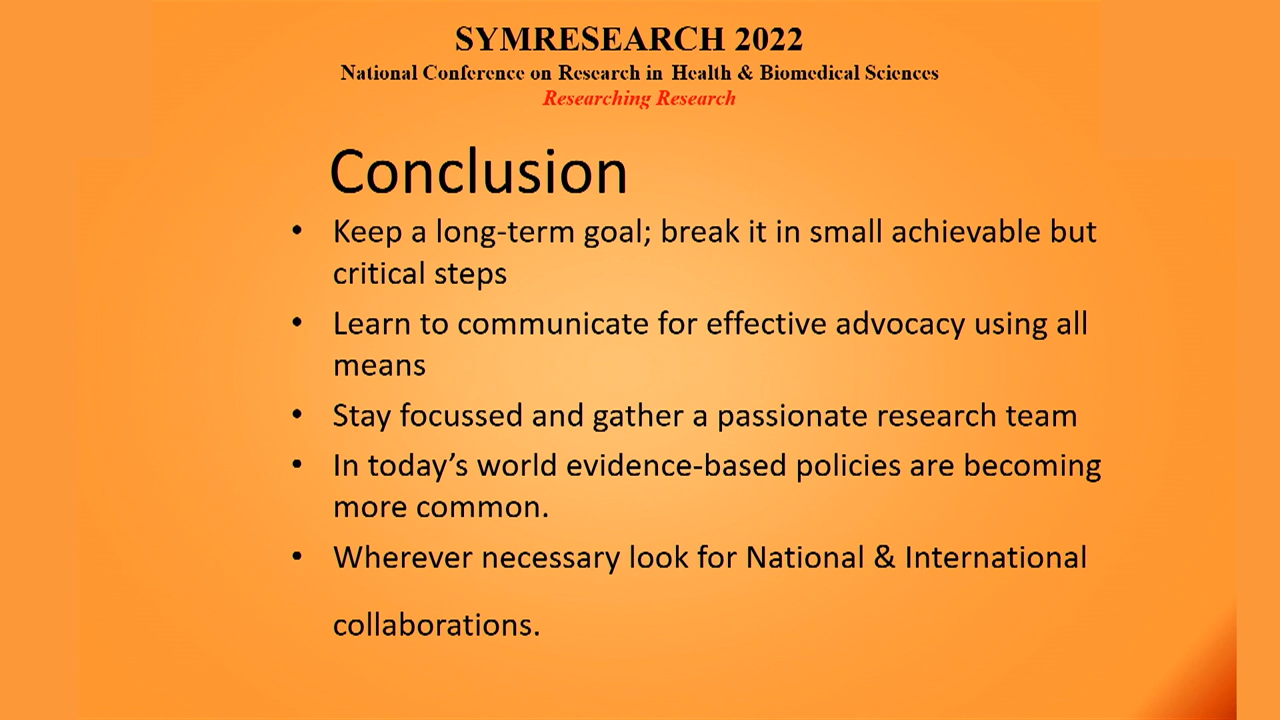 SYMRESEARCH 2022
National Conference on Research in Health & Biomedical Sciences
Researching Research
Conclusion
• Keep a long-term goal; break it in small achievable but
critical steps
• Learn to communicate for effective advocacy using all
means
• Stay focussed and gather a passionate research team
• In today’s world evidence-based policies are becoming
more common.
• Wherever necessary look for National & International
collaborations.